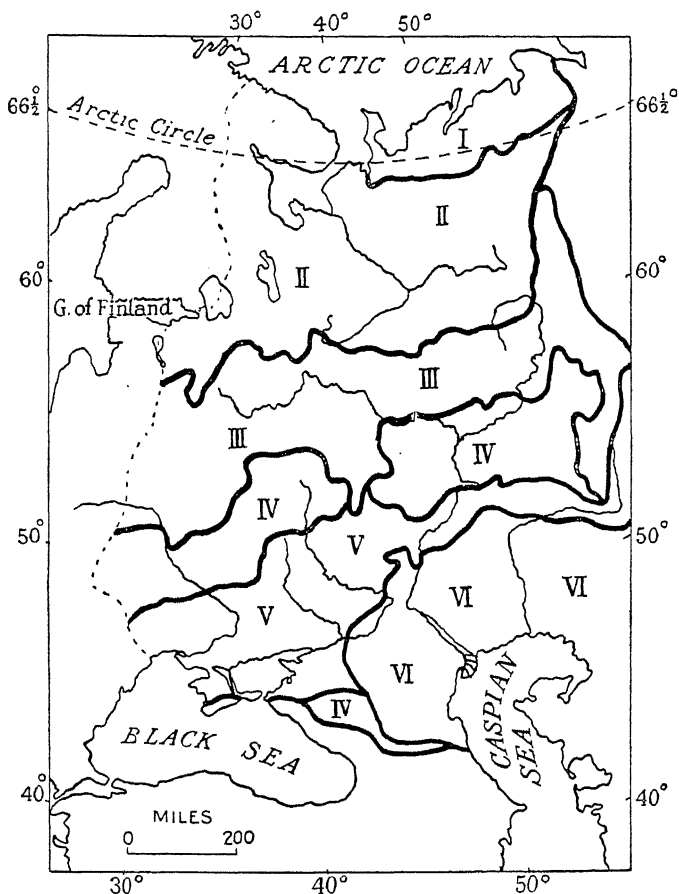 30° 40° 50°
ARCTIC OCEAN
66½° 66½°
Arctic Circle
I
II
II
60° 60°
G. of Finland
III
III
IV
IV
50° 50°
V
VI VI
V
VI
IV
CASPIAN SEA
BLACK SEA
40° 40°
MILES
0 200
30° 40° 50°